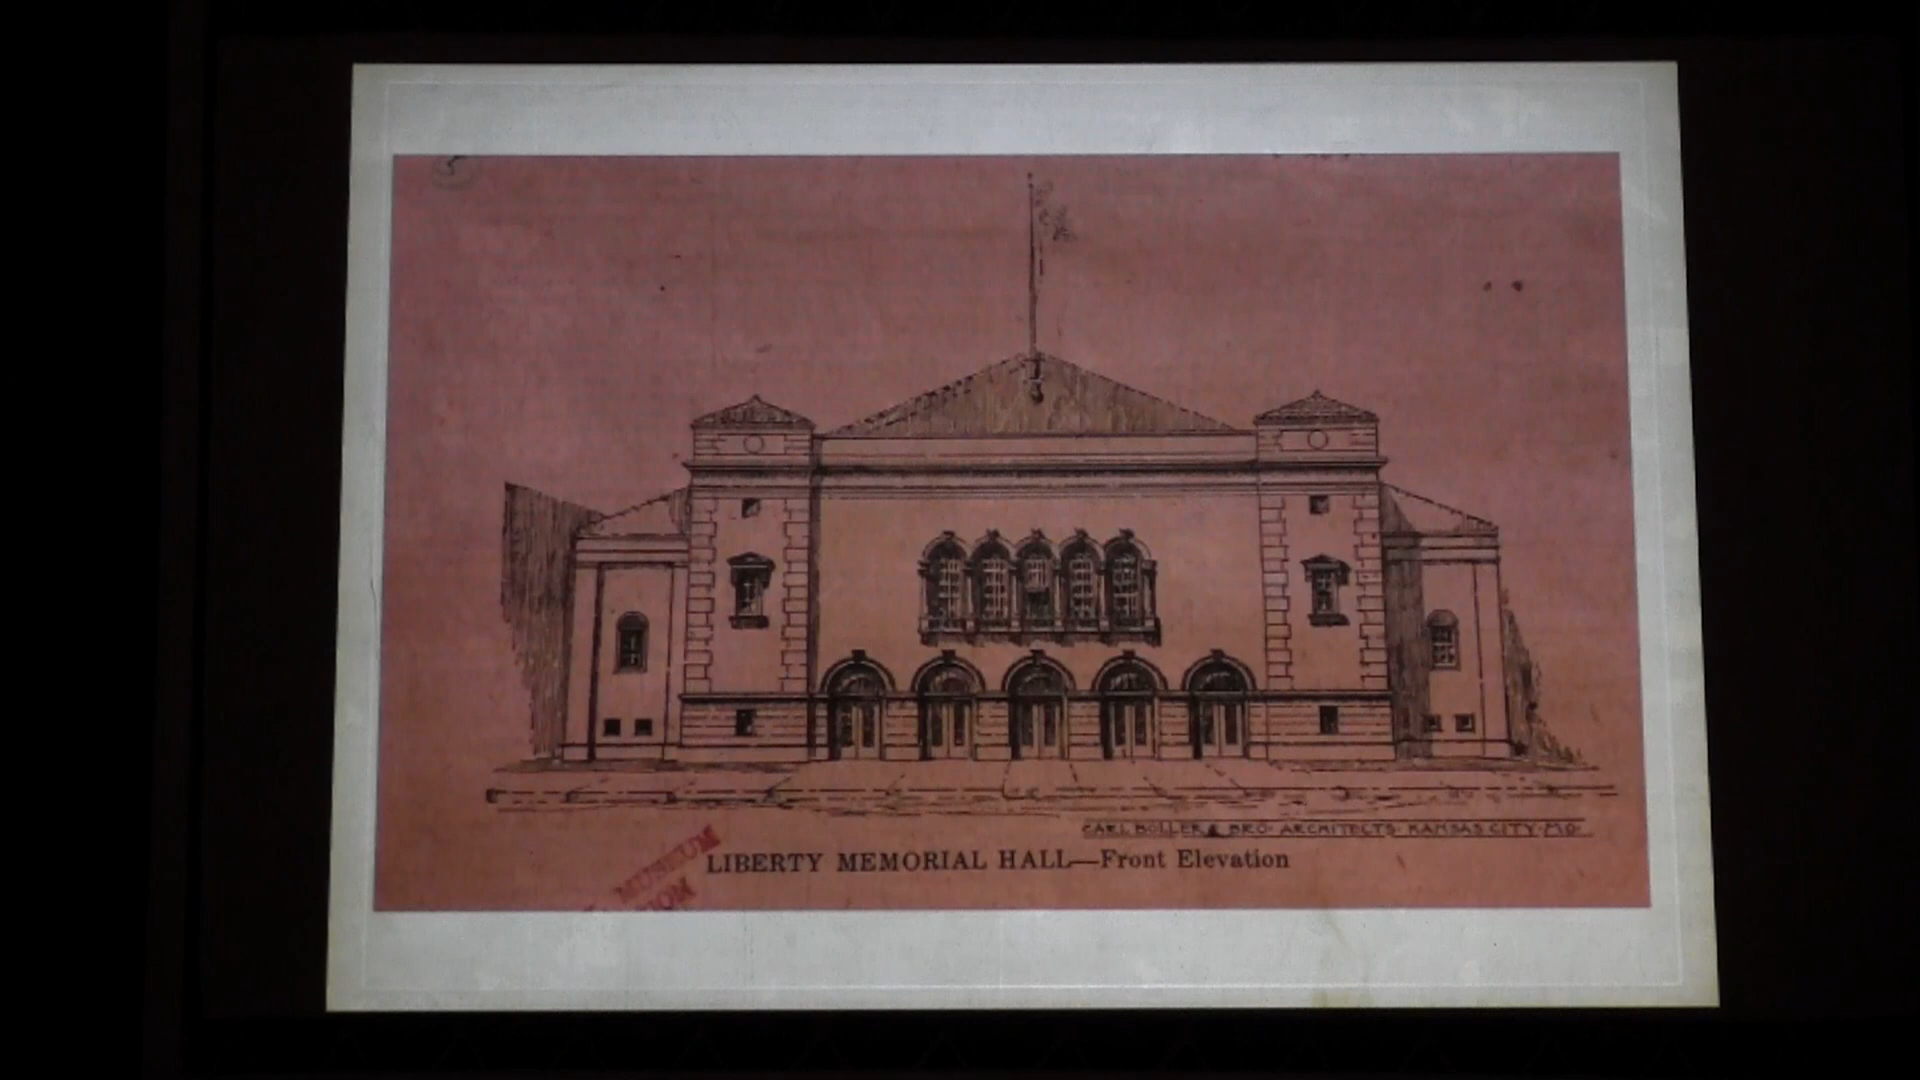 CARL BOLLER & BRO· ARCHITECTS· KANSAS CITY·MO·
LIBERTY MEMORIAL HALL—Front Elevation
MUSEUM